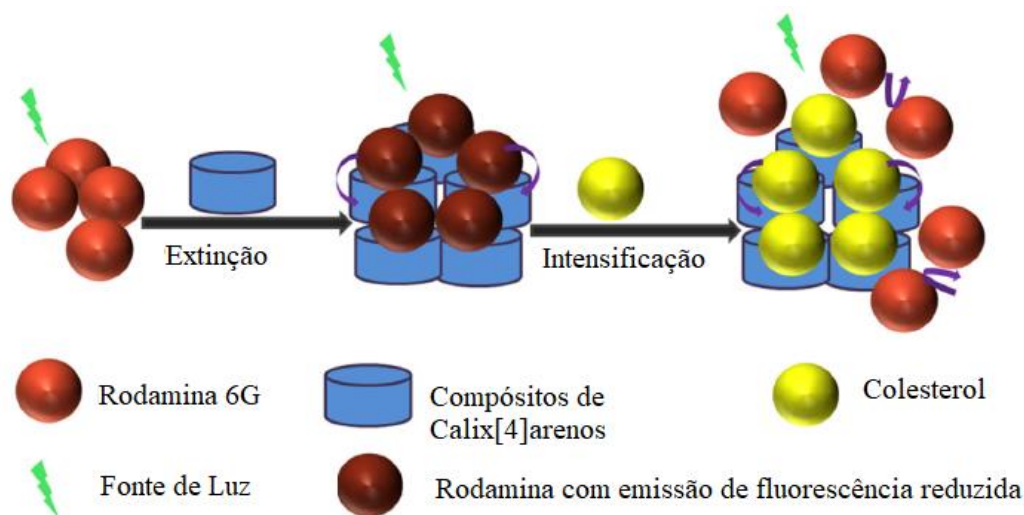 Extinção
Intensificação
Rodamina 6G
Compósitos de
Calix[4]arenos
Colesterol
Fonte de Luz
Rodamina com emissão de fluorescência reduzida